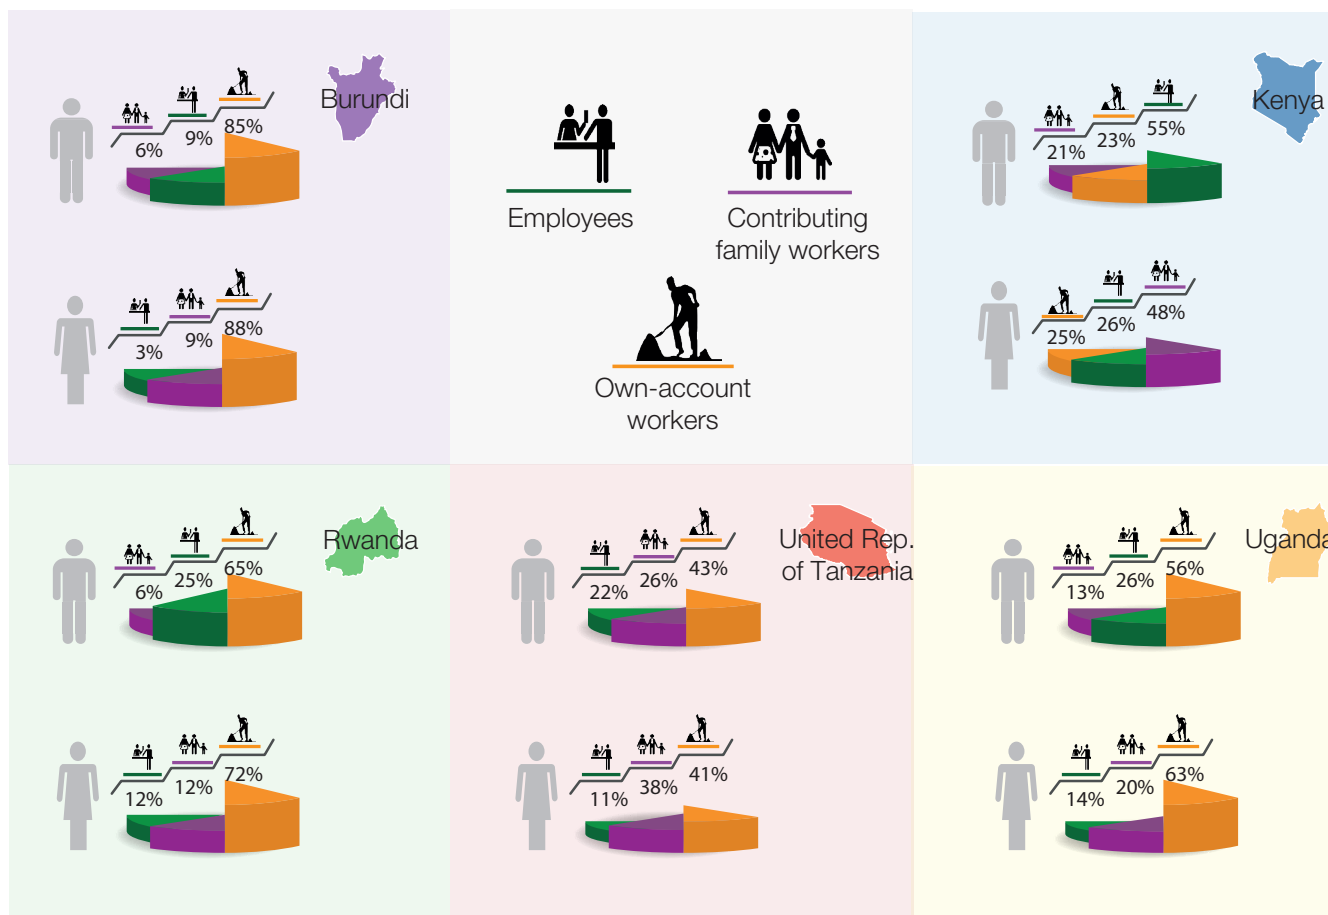 Burundi
6% 9% 85%
3% 9% 88%
Employees
Contributing
family workers
Own-account
workers
Kenya
21% 23% 55%
25% 26% 48%
Rwanda
6% 25% 65%
12% 12% 72%
United Rep.
of Tanzania
22% 26% 43%
11% 38% 41%
Uganda
13% 26% 56%
14% 20% 63%